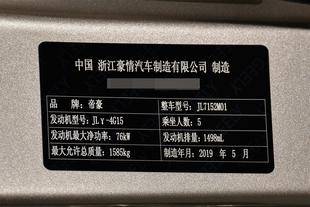 中国 浙江豪情汽车制造有限公司 制造
品 牌：帝豪 整车型号：JL7152M01
发动机型号：JLγ-4G15 乘坐人数：5
发动机最大净功率：76kW 发动机排量：1498mL
最大允许总质量：1585kg 制造年月：2019 年 5 月